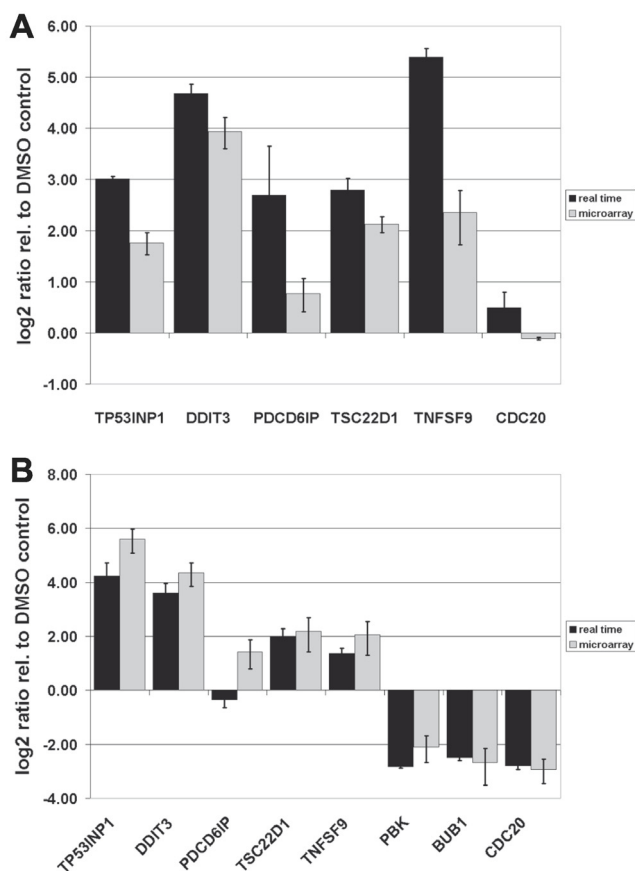 A
log2 ratio rel. to DMSO control
6.00
5.00
4.00
3.00
2.00
1.00
0.00
-1.00
TP53INP1 DDIT3 PDCD6IP TSC22D1 TNFSF9 CDC20
real time
microarray
B
log2 ratio rel. to DMSO control
8.00
6.00
4.00
2.00
0.00
-2.00
-4.00
TP53INP1 DDIT3 PDCD6IP TSC22D1 TNFSF9 PBK BUB1 CDC20
real time
microarray